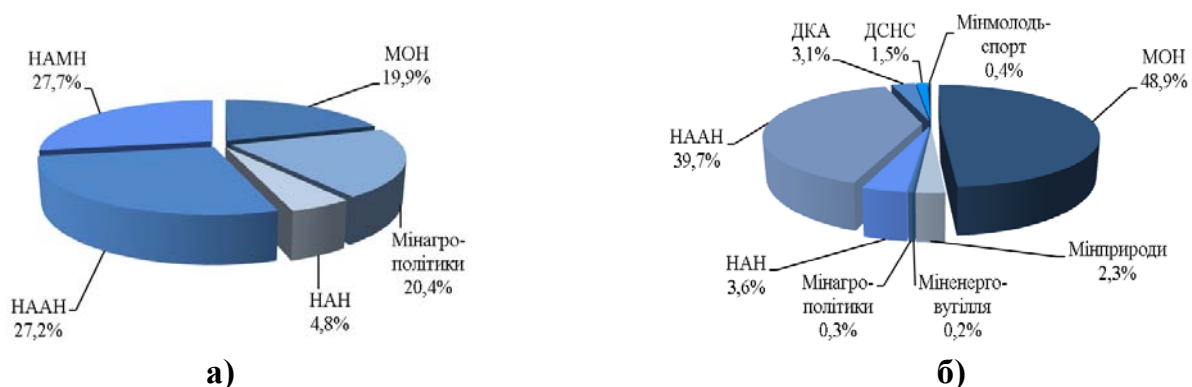 НАМН
27,7%
МОН
19,9%
Мінагро-
політики
20,4%
НАН
4,8%
НААН
27,2%
а)
ДКА
3,1%
ДСНС
1,5%
Мінмолодь-
спорт
0,4%
МОН
48,9%
НААН
39,7%
НАН
3,6%
Мінагро-
політики
0,3%
Міненерго-
вугілля
0,2%
Мінприроди
2,3%
б)